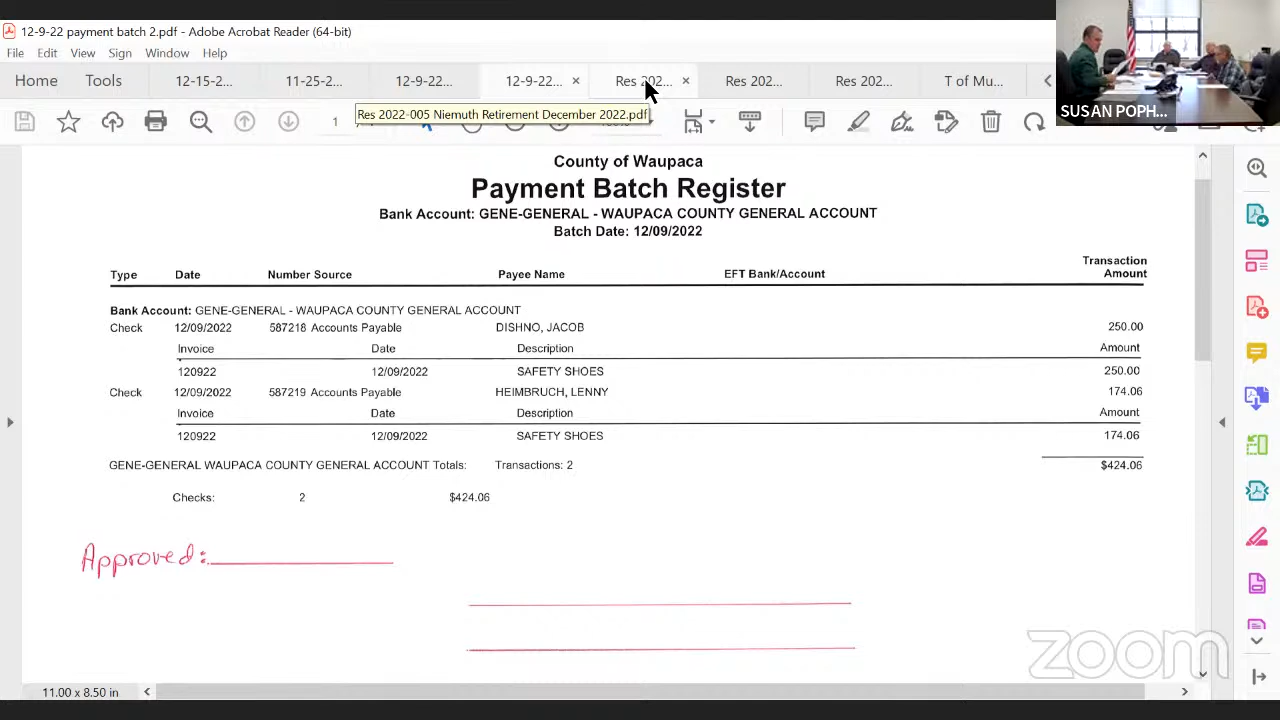 12-9-22 payment batch 2.pdf - Adobe Acrobat Reader (64-bit)
File Edit View Sign Window Help
Home Tools 12-15-2... 11-25-2... 12-9-22... 12-9-22... Res 202... Res 202... Res 202... T of Mu...
SUSAN POPH...
1
Res 2022-005 Niemuth Retirement December 2022.pdf
County of Waupaca
Payment Batch Register
Bank Account: GENE-GENERAL - WAUPACA COUNTY GENERAL ACCOUNT
Batch Date: 12/09/2022
Type Date Number Source Payee Name EFT Bank/Account Transaction Amount
Bank Account: GENE-GENERAL - WAUPACA COUNTY GENERAL ACCOUNT
Check 12/09/2022 587218 Accounts Payable DISHNO, JACOB 250.00
Invoice Date Description Amount
120922 12/09/2022 SAFETY SHOES 250.00
Check 12/09/2022 587219 Accounts Payable HEIMBRUCH, LENNY 174.06
Invoice Date Description Amount
120922 12/09/2022 SAFETY SHOES 174.06
GENE-GENERAL WAUPACA COUNTY GENERAL ACCOUNT Totals: Transactions: 2 $424.06
Checks: 2 $424.06
Approved:
zoom
11.00 x 8.50 in